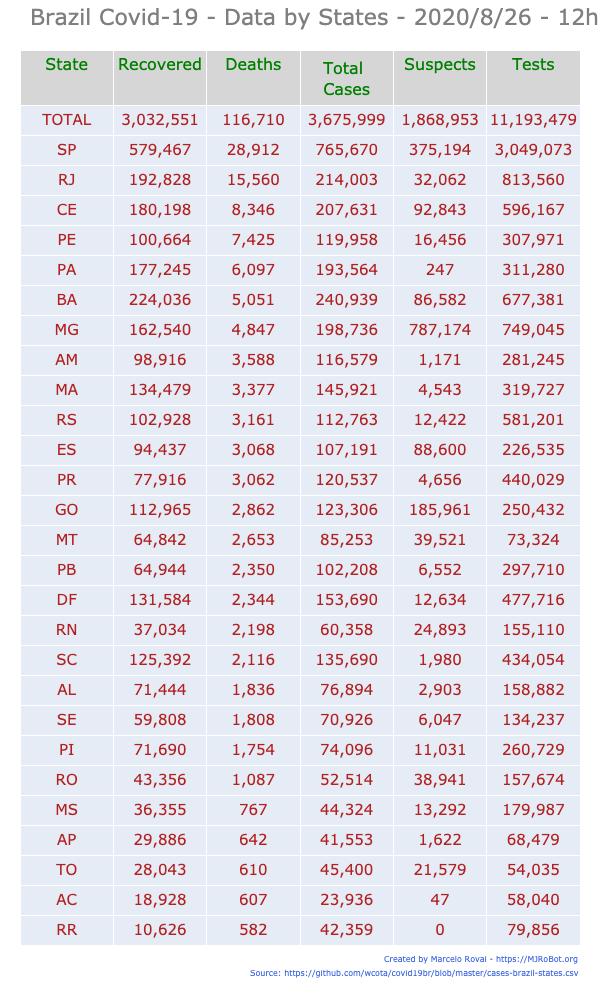 Brazil Covid-19 - Data by States - 2020/8/26 - 12h
State Recovered Deaths Total Cases Suspects Tests
TOTAL 3,032,551 116,710 3,675,999 1,868,953 11,193,479
SP 579,467 28,912 765,670 375,194 3,049,073
RJ 192,828 15,560 214,003 32,062 813,560
CE 180,198 8,346 207,631 92,843 596,167
PE 100,664 7,425 119,958 16,456 307,971
PA 177,245 6,097 193,564 247 311,280
BA 224,036 5,051 240,939 86,582 677,381
MG 162,540 4,847 198,736 787,174 749,045
AM 98,916 3,588 116,579 1,171 281,245
MA 134,479 3,377 145,921 4,543 319,727
RS 102,928 3,161 112,763 12,422 581,201
ES 94,437 3,068 107,191 88,600 226,535
PR 77,916 3,062 120,537 4,656 440,029
GO 112,965 2,862 123,306 185,961 250,432
MT 64,842 2,653 85,253 39,521 73,324
PB 64,944 2,350 102,208 6,552 297,710
DF 131,584 2,344 153,690 12,634 477,716
RN 37,034 2,198 60,358 24,893 155,110
SC 125,392 2,116 135,690 1,980 434,054
AL 71,444 1,836 76,894 2,903 158,882
SE 59,808 1,808 70,926 6,047 134,237
PI 71,690 1,754 74,096 11,031 260,729
RO 43,356 1,087 52,514 38,941 157,674
MS 36,355 767 44,324 13,292 179,987
AP 29,886 642 41,553 1,622 68,479
TO 28,043 610 45,400 21,579 54,035
AC 18,928 607 23,936 47 58,040
RR 10,626 582 42,359 0 79,856
Created by Marcelo Rovai - https://MJRoBot.org
Source: https://github.com/wcota/covid19br/blob/master/cases-brazil-states.csv